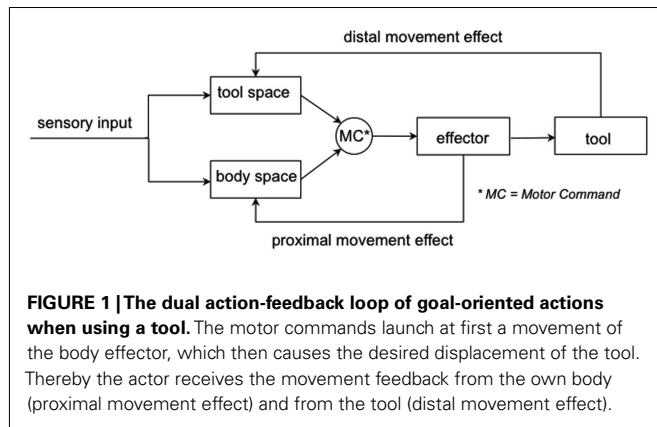 distal movement effect
tool space
sensory input
MC*
effector
tool
body space
* MC = Motor Command
proximal movement effect
FIGURE 1 | The dual action-feedback loop of goal-oriented actions
when using a tool. The motor commands launch at first a movement of
the body effector, which then causes the desired displacement of the tool.
Thereby the actor receives the movement feedback from the own body
(proximal movement effect) and from the tool (distal movement effect).